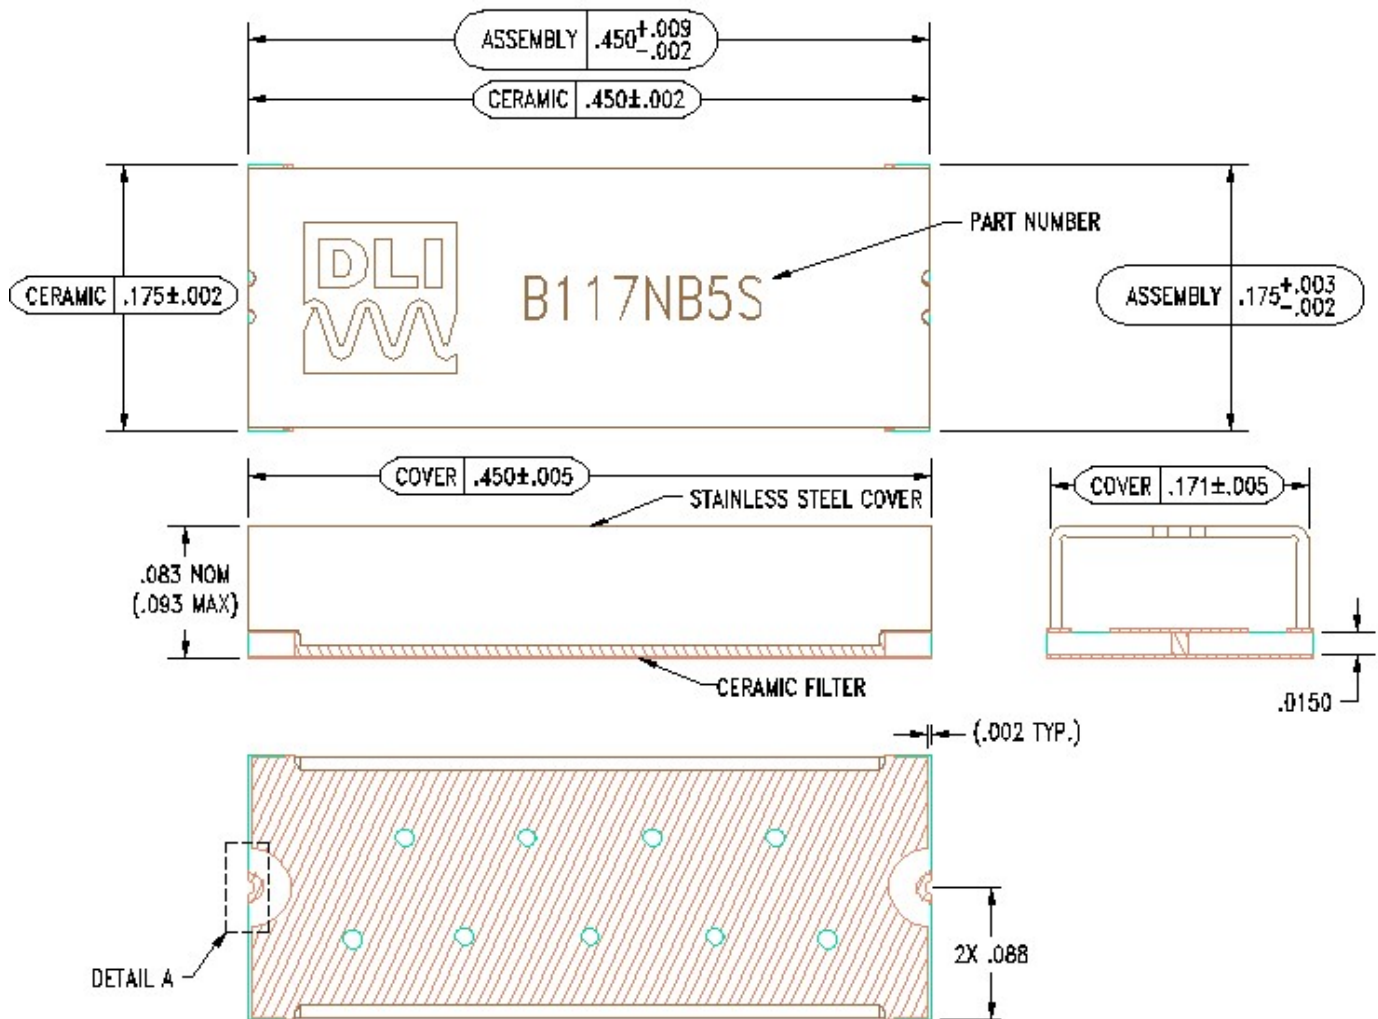 ASSEMBLY .450 +.009 -.002
CERAMIC .450±.002
DLI
B117NB5S
PART NUMBER
CERAMIC .175±.002
ASSEMBLY .175 +.003 -.002
COVER .450±.005
STAINLESS STEEL COVER
COVER .171±.005
.083 NOM
(.093 MAX)
CERAMIC FILTER
.0150
(.002 TYP.)
2X .088
DETAIL A